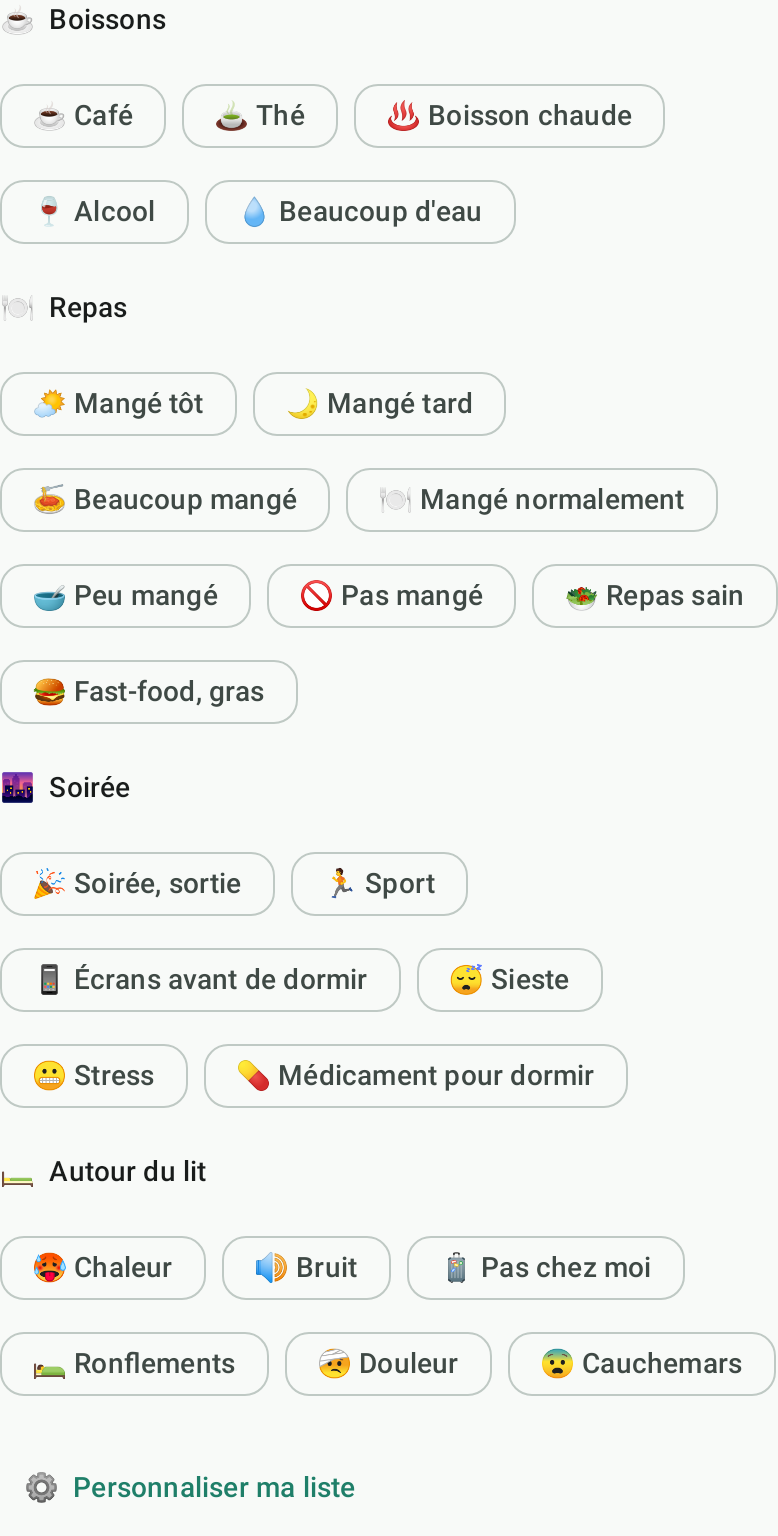 Boissons
Café Thé Boisson chaude
Alcool Beaucoup d'eau
Repas
Mangé tôt Mangé tard
Beaucoup mangé Mangé normalement
Peu mangé Pas mangé Repas sain
Fast-food, gras
Soirée
Soirée, sortie Sport
Écrans avant de dormir Sieste
Stress Médicament pour dormir
Autour du lit
Chaleur Bruit Pas chez moi
Ronflements Douleur Cauchemars
Personnaliser ma liste